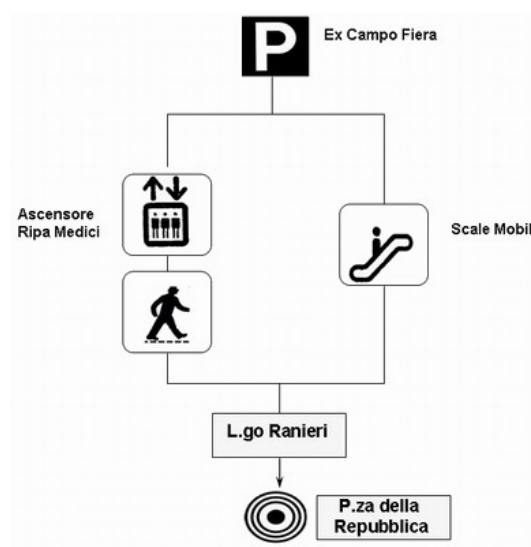 P
Ex Campo Fiera
Ascensore
Ripa Medici
Scale Mobil
L.go Ranieri
P.za della
Repubblica